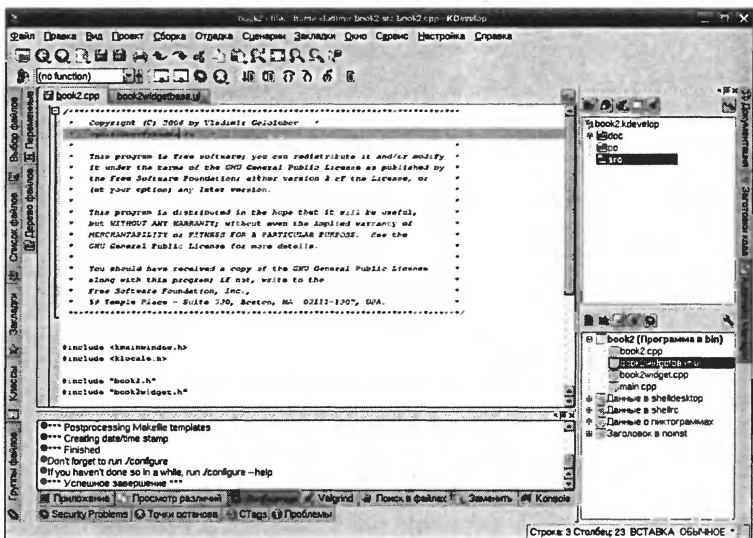 book2 - file: home vladimir book2 src book2.cpp - KDevelop
Файл Правка Вид Проект Сборка Отладка Сценарии Закладки Окно Сервис Настройка Справка
(no function)
book2.cpp book2widgetbase.ui
Copyright (C) 2006 by Vladimir
This program is free software; you can redistribute it and/or modify
it under the terms of the GNU General Public License as published by
the Free Software Foundation; either version 2 of the License, or
(at your option) any later version.
This program is distributed in the hope that it will be useful,
but WITHOUT ANY WARRANTY; without even the implied warranty of
MERCHANTABILITY or FITNESS FOR A PARTICULAR PURPOSE. See the
GNU General Public License for more details.
You should have received a copy of the GNU General Public License
along with this program; if not, write to the
Free Software Foundation, Inc.,
59 Temple Place - Suite 330, Boston, MA 02111-1307, USA.
#include <kmainwindow.h>
#include <klocale.h>
#include "book2.h"
#include "book2widget.h"
Выбор файлов
Переменные
Список файлов
Дерево файлов
Закладки
Классы
Группы файлов
book2.kdevelop
doc
po
src
Документация
Заготовки кода
book2 (Программа в bin)
book2.cpp
book2widget.cpp
main.cpp
Данные в shelldesktop
Данные в shellrc
Данные о пиктограммах
Заголовок в noinst
*** Postprocessing Makefile templates
*** Creating date/time stamp
*** Finished
Don't forget to run ./configure
If you haven't done so in a while, run ./configure --help
*** Успешное завершение ***
Приложение Просмотр различий Valgrind Поиск в файлах Заменить Konsole
Security Problems Точки останова CTags Проблемы
Строка: 3 Столбец: 23 ВСТАВКА ОБЫЧНОЕ *